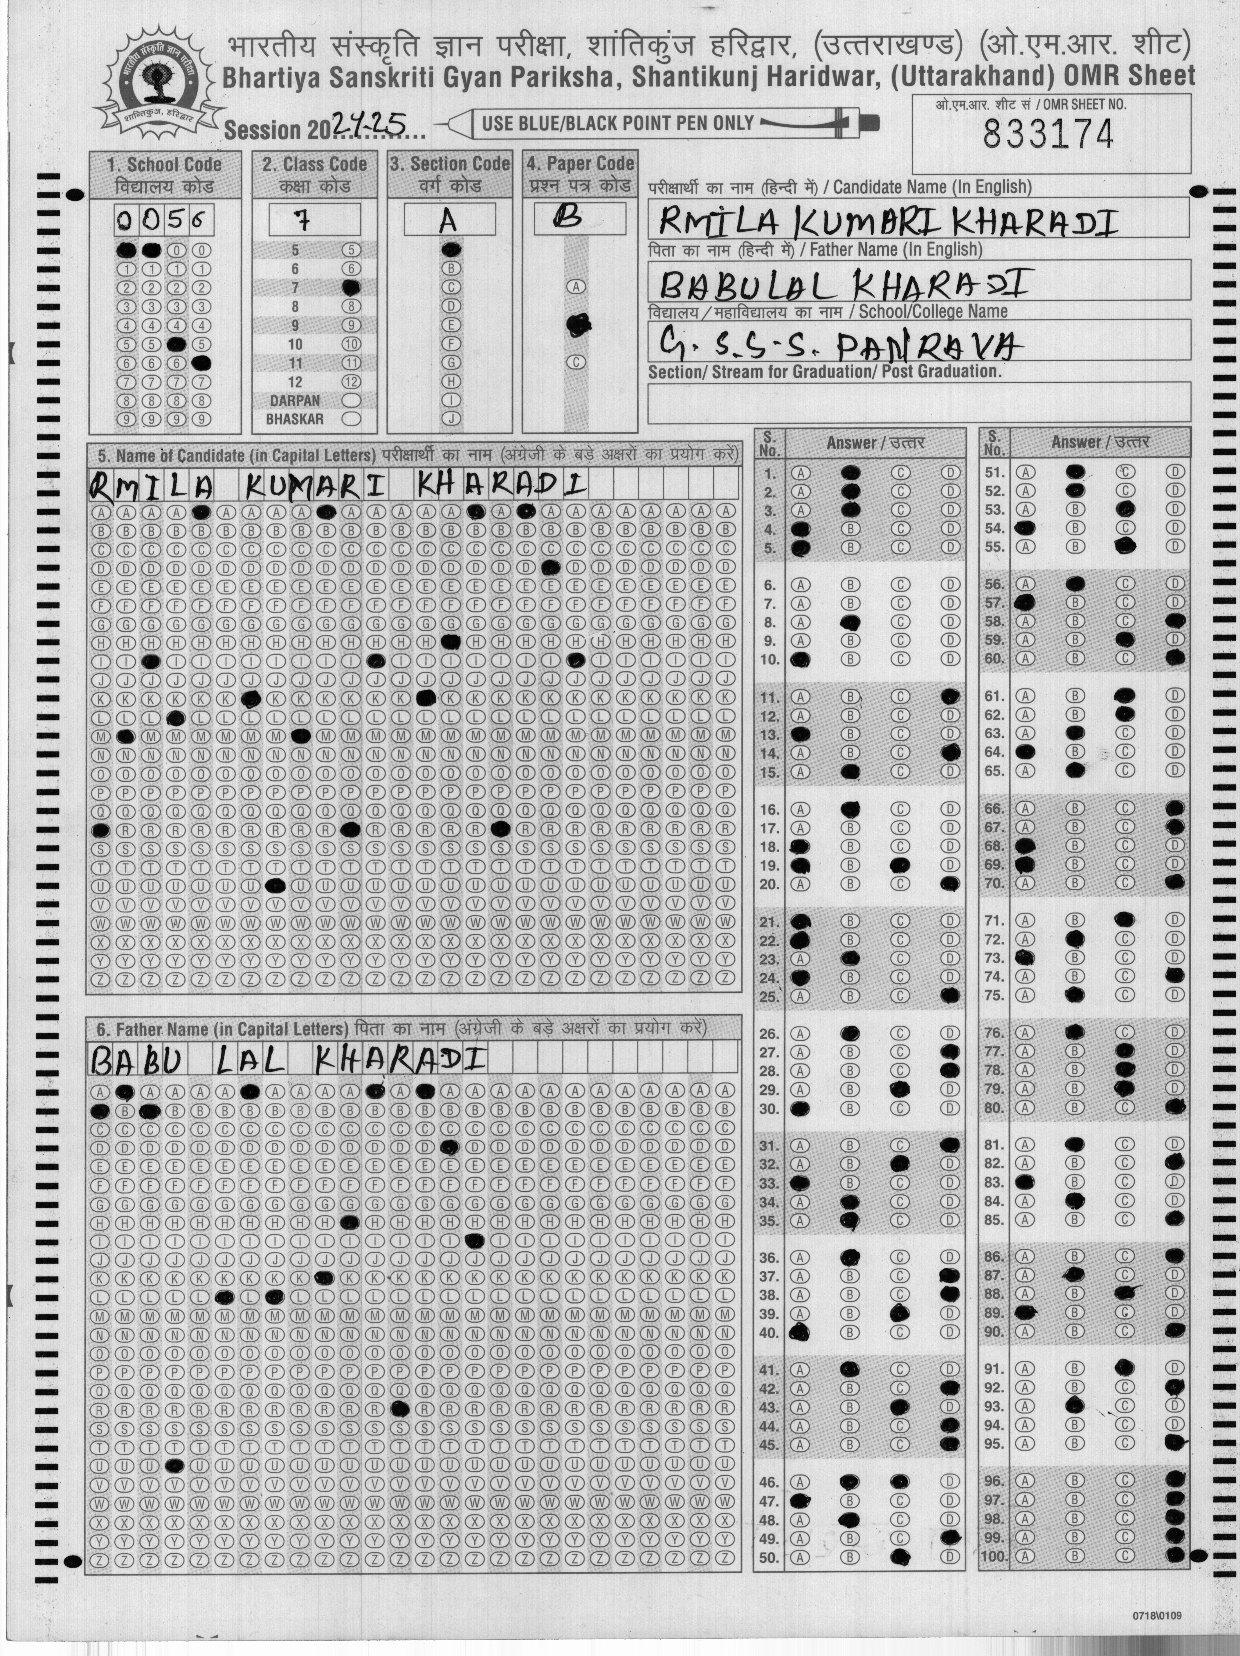 भारतीय संस्कृति ज्ञान परीक्षा, शांतिकुंज हरिद्वार, (उत्तराखण्ड) (ओ.एम.आर. शीट)
Bhartiya Sanskriti Gyan Pariksha, Shantikunj Haridwar, (Uttarakhand) OMR Sheet
Session 2024-25
USE BLUE/BLACK POINT PEN ONLY
ओ.एम.आर. शीट सं / OMR SHEET NO.
833174
1. School Code
विद्यालय कोड
0056
2. Class Code
कक्षा कोड
7
5
6
7
8
9
10
11
12
DARPAN
BHASKAR
3. Section Code
वर्ग कोड
A
4. Paper Code
प्रश्न पत्र कोड
B
परीक्षार्थी का नाम (हिन्दी में) / Candidate Name (In English)
RMILA KUMARI KHARADI
पिता का नाम (हिन्दी में) / Father Name (In English)
BABULAL KHARADI
विद्यालय / महाविद्यालय का नाम / School/College Name
G. S.S.S. PANRAVA
Section/ Stream for Graduation/ Post Graduation.
5. Name of Candidate (in Capital Letters) परीक्षार्थी का नाम (अंग्रेजी के बड़े अक्षरों का प्रयोग करें)
RMILA KUMARI KHARADI
6. Father Name (in Capital Letters) पिता का नाम (अंग्रेजी के बड़े अक्षरों का प्रयोग करें)
BABU LAL KHARADI
S. No. Answer / उत्तर
S. No. Answer / उत्तर
0718\0109